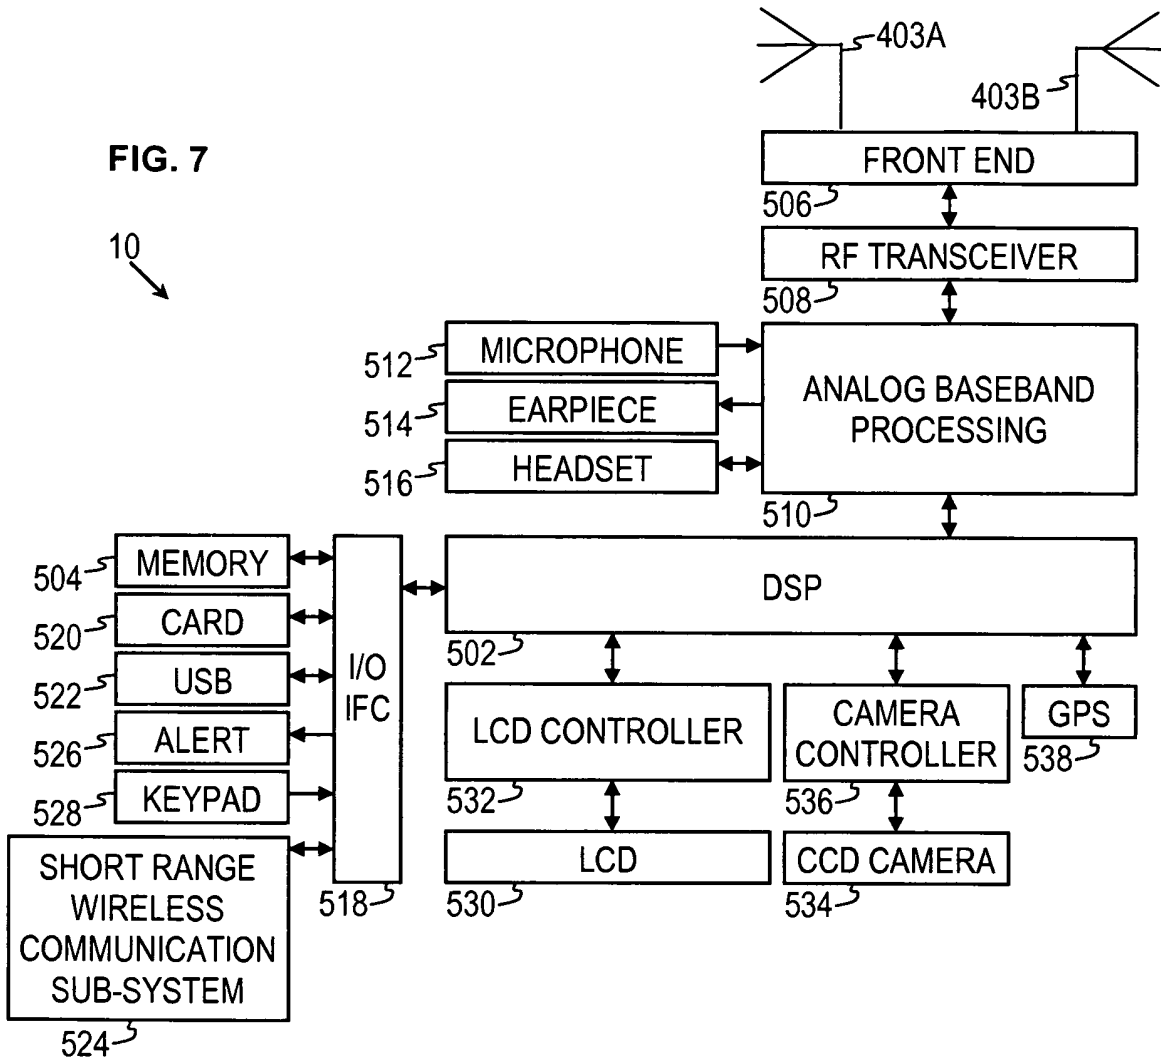 403A
403B
FIG. 7
FRONT END
506
10
RF TRANSCEIVER
508
512
MICROPHONE
ANALOG BASEBAND
PROCESSING
514
EARPIECE
516
HEADSET
510
504
MEMORY
DSP
520
CARD
502
522
USB
I/O
IFC
LCD CONTROLLER
CAMERA
CONTROLLER
GPS
526
ALERT
538
528
KEYPAD
532
536
SHORT RANGE
WIRELESS
COMMUNICATION
SUB-SYSTEM
518
LCD
CCD CAMERA
530
534
524